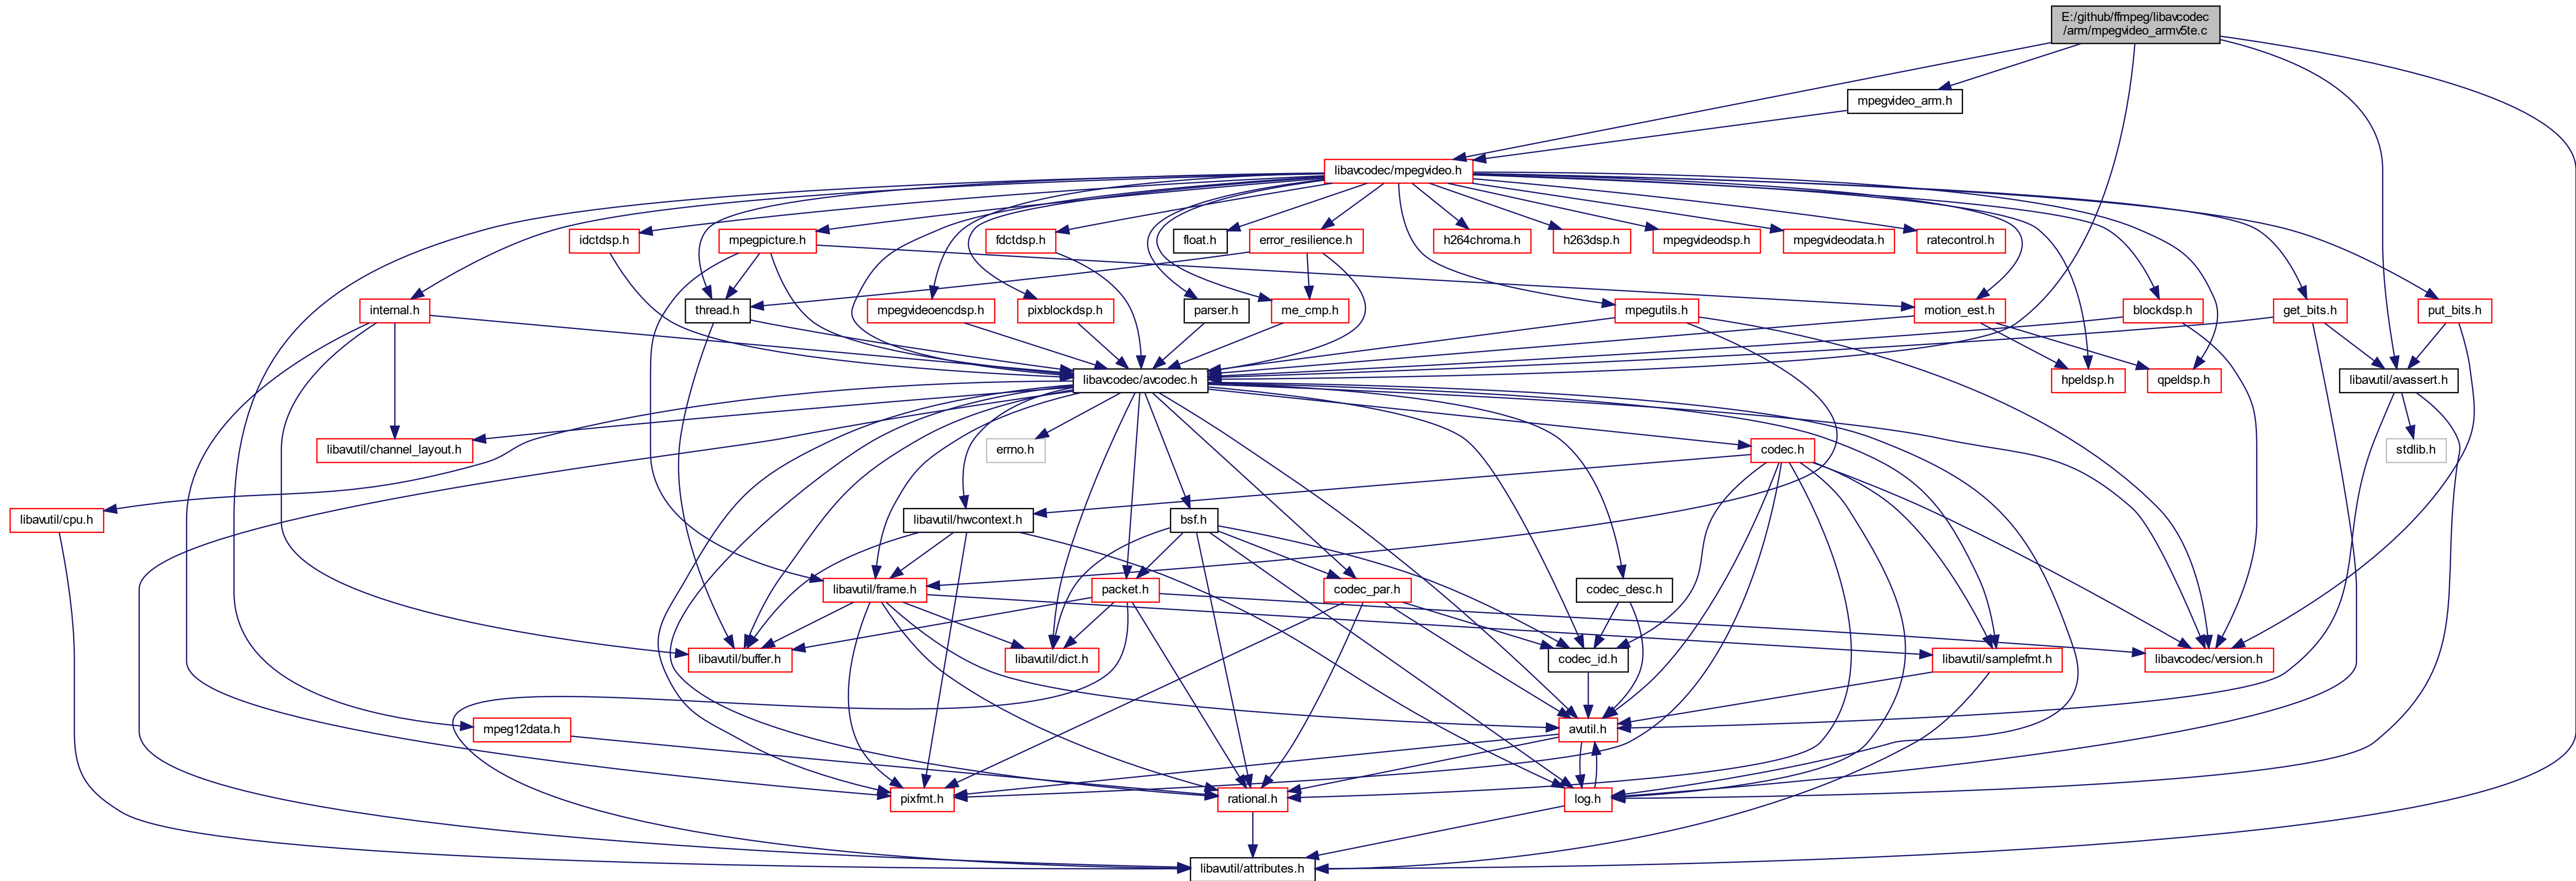 E:/github/ffmpeg/libavcodec
/arm/mpegvideo_armv5te.c
mpegvideo_arm.h
libavcodec/mpegvideo.h
idctdsp.h
mpegpicture.h
fdctdsp.h
float.h
error_resilience.h
h264chroma.h
h263dsp.h
mpegvideodsp.h
mpegvideodata.h
ratecontrol.h
internal.h
thread.h
mpegvideoencdsp.h
pixblockdsp.h
parser.h
me_cmp.h
mpegutils.h
motion_est.h
blockdsp.h
get_bits.h
put_bits.h
libavcodec/avcodec.h
hpeldsp.h
qpeldsp.h
libavutil/avassert.h
libavutil/channel_layout.h
errno.h
codec.h
stdlib.h
libavutil/cpu.h
libavutil/hwcontext.h
bsf.h
libavutil/frame.h
packet.h
codec_par.h
codec_desc.h
libavutil/buffer.h
libavutil/dict.h
codec_id.h
libavutil/samplefmt.h
libavcodec/version.h
mpeg12data.h
avutil.h
pixfmt.h
rational.h
log.h
libavutil/attributes.h